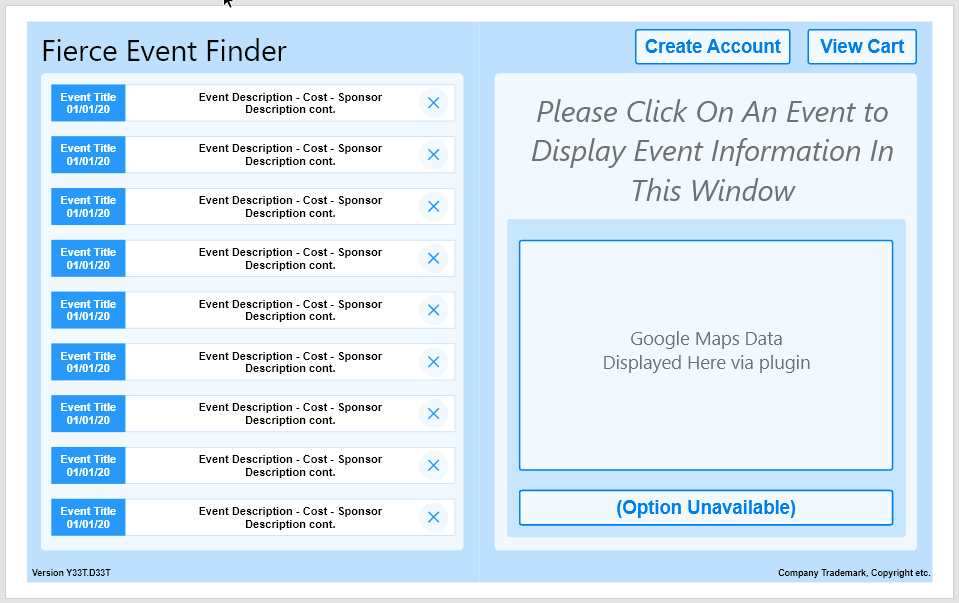 Fierce Event Finder
Create Account
View Cart
Event Title
01/01/20
Event Description - Cost - Sponsor
Description cont.
Event Title
01/01/20
Event Description - Cost - Sponsor
Description cont.
Event Title
01/01/20
Event Description - Cost - Sponsor
Description cont.
Event Title
01/01/20
Event Description - Cost - Sponsor
Description cont.
Event Title
01/01/20
Event Description - Cost - Sponsor
Description cont.
Event Title
01/01/20
Event Description - Cost - Sponsor
Description cont.
Event Title
01/01/20
Event Description - Cost - Sponsor
Description cont.
Event Title
01/01/20
Event Description - Cost - Sponsor
Description cont.
Event Title
01/01/20
Event Description - Cost - Sponsor
Description cont.
Please Click On An Event to
Display Event Information In
This Window
Google Maps Data
Displayed Here via plugin
(Option Unavailable)
Version Y33T.D33T
Company Trademark, Copyright etc.